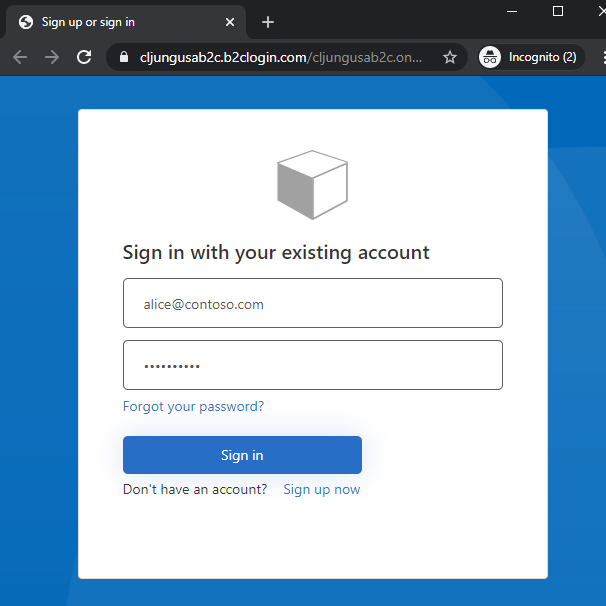 Sign up or sign in
cljungusab2c.b2clogin.com/cljungusab2c.on...
Incognito (2)
Sign in with your existing account
alice@contoso.com
••••••••••
Forgot your password?
Sign in
Don't have an account? Sign up now